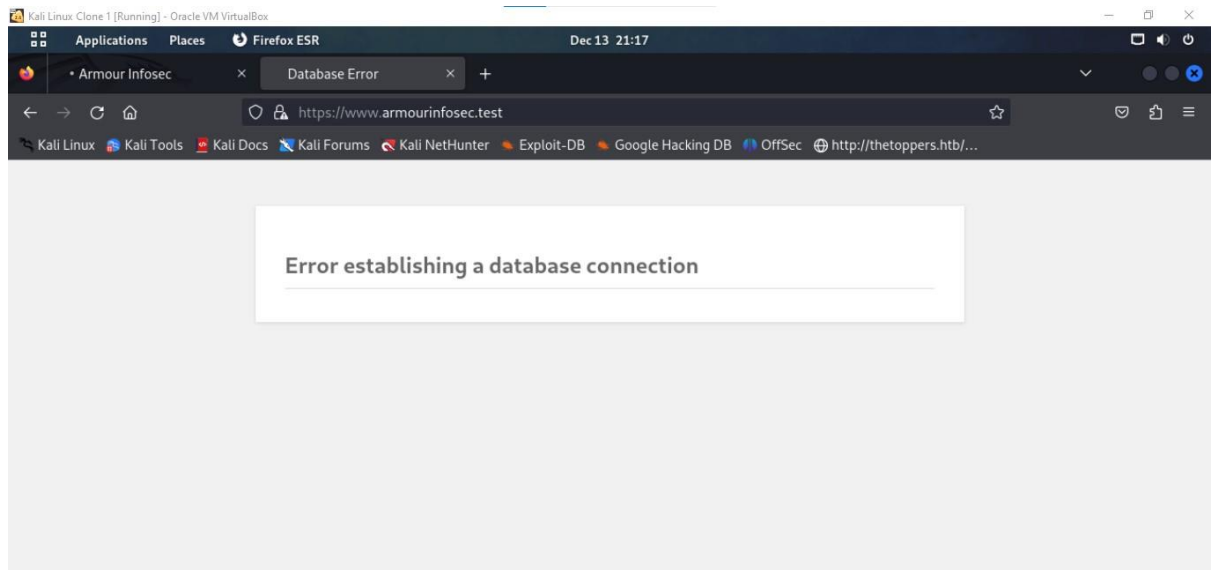 Kali Linux Clone 1 [Running] - Oracle VM VirtualBox
Applications Places Firefox ESR Dec 13 21:17
• Armour Infosec Database Error
https://www.armourinfosec.test
Kali Linux Kali Tools Kali Docs Kali Forums Kali NetHunter Exploit-DB Google Hacking DB OffSec http://thetoppers.htb/...
Error establishing a database connection